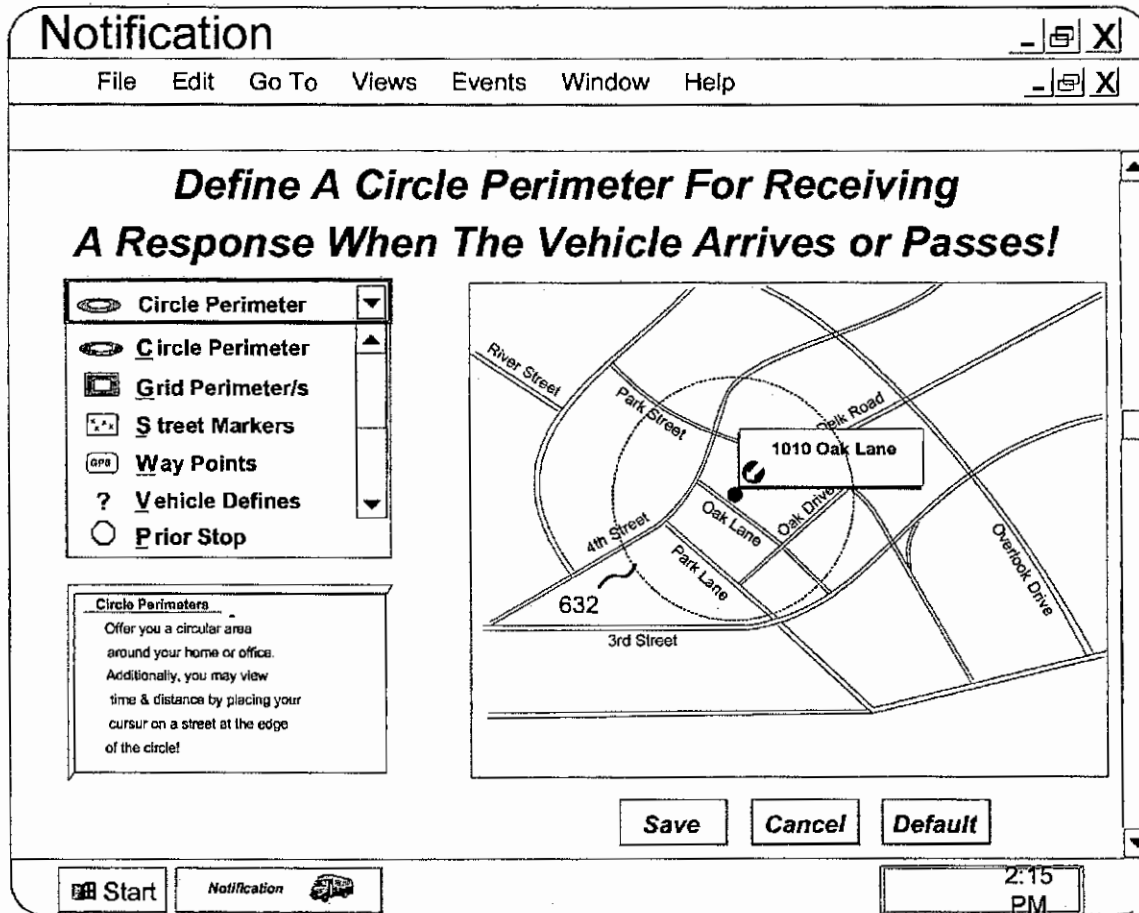 Notification
File Edit Go To Views Events Window Help
Define A Circle Perimeter For Receiving
A Response When The Vehicle Arrives or Passes!
Circle Perimeter
Circle Perimeter
Grid Perimeter/s
Street Markers
GPS Way Points
? Vehicle Defines
Prior Stop
Circle Perimeters
Offer you a circular area
around your home or office.
Additionally, you may view
time & distance by placing your
cursur on a street at the edge
of the circle!
River Street
Park Street
Delk Road
1010 Oak Lane
Oak Lane
Oak Drive
4th Street
Park Lane
Overlook Drive
632
3rd Street
Save Cancel Default
Start Notification 2:15
PM